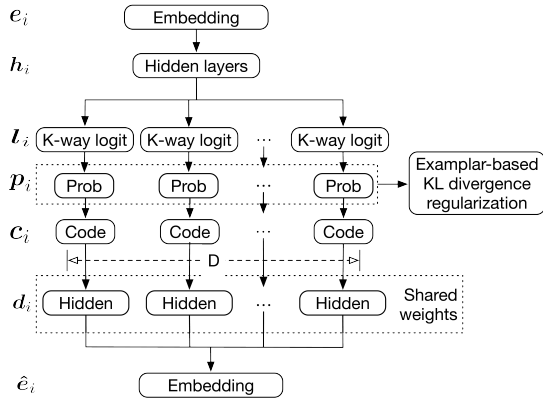 e_i Embedding
h_i Hidden layers
l_i K-way logit K-way logit ... K-way logit
p_i Prob Prob ... Prob
Examplar-based
KL divergence
regularization
c_i Code Code ... Code
D
d_i Hidden Hidden ... Hidden
Shared
weights
ê_i Embedding